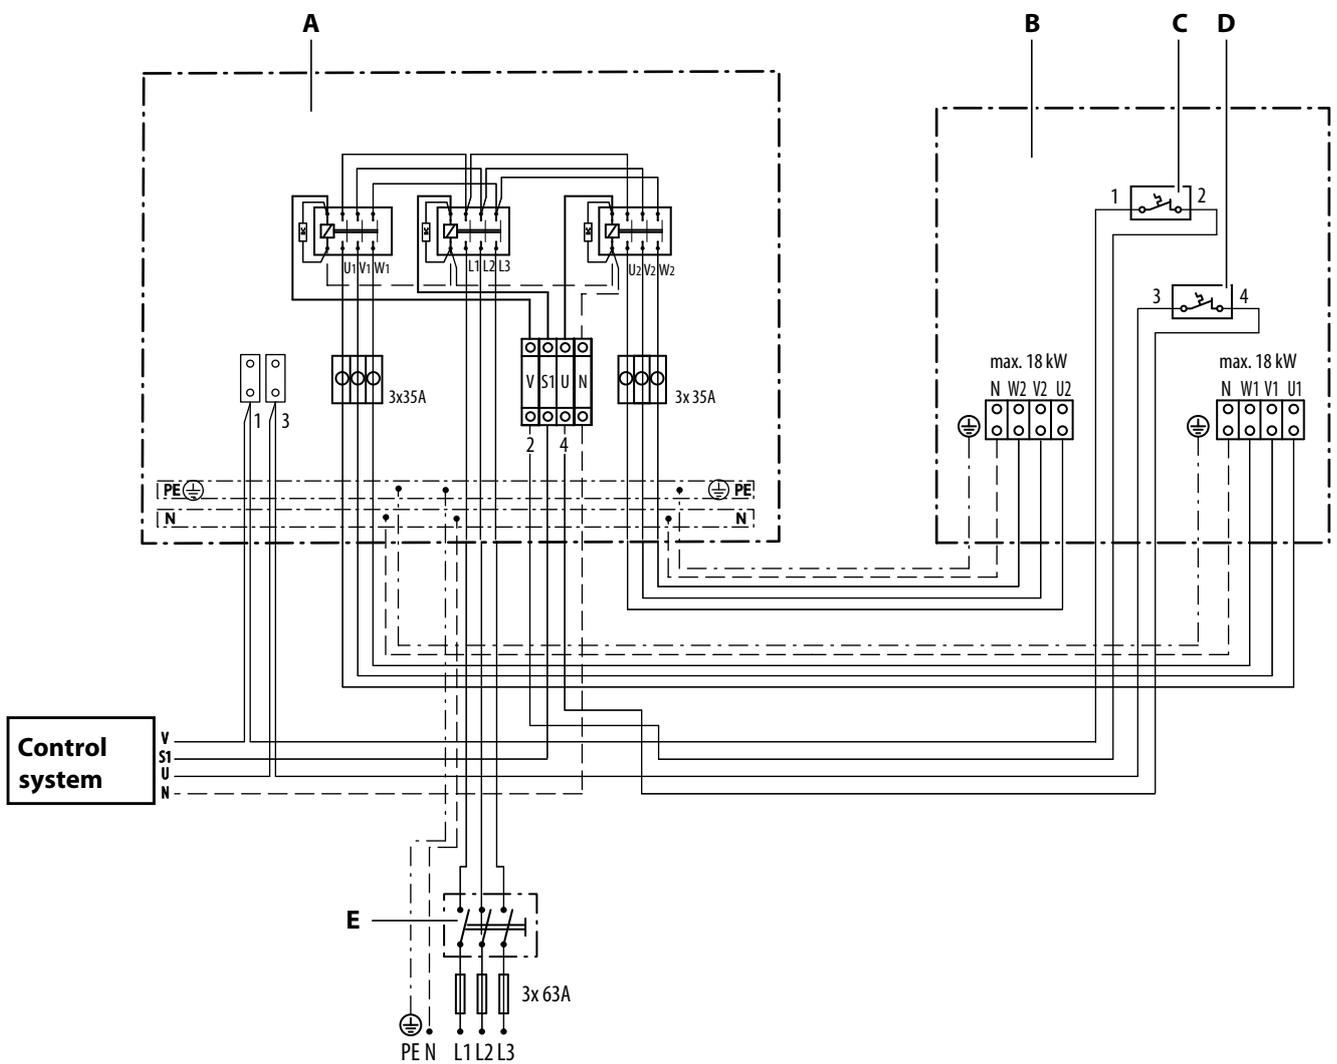 A
B
C
D
1
2
3
4
U1 V1 W1
L1 L2 L3
U2 V2 W2
3x35A
V
S1
U
N
3x 35A
1
3
2
4
max. 18 kW
N W2 V2 U2
max. 18 kW
N W1 V1 U1
PE
PE
N
N
Control
system
V
S1
U
N
E
3x 63A
PE N L1 L2 L3